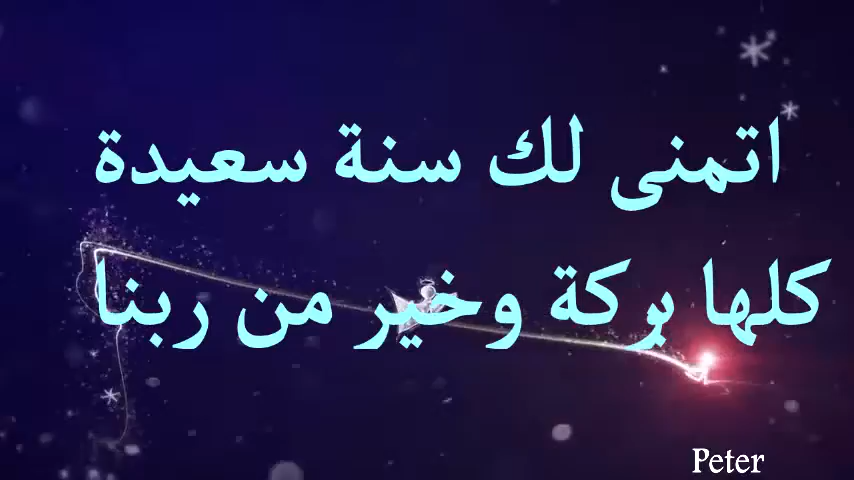 اتمنى لك سنة سعيدة
كلها بركة وخير من ربنا
Peter